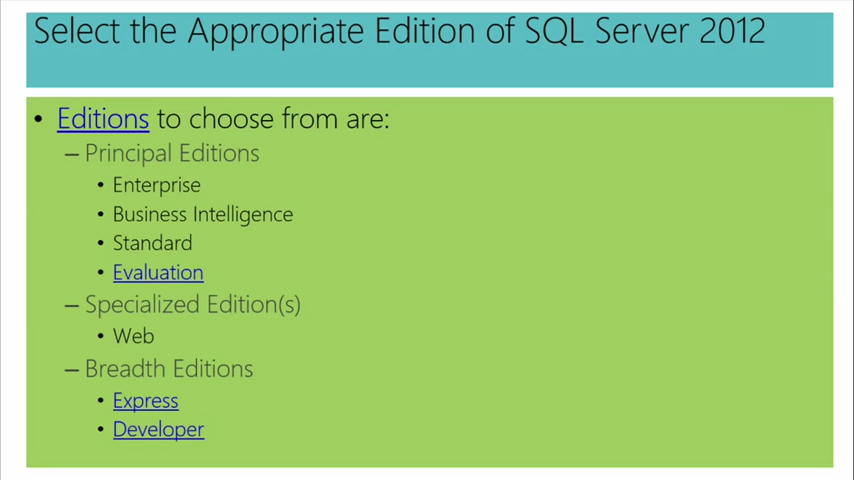 Select the Appropriate Edition of SQL Server 2012
• Editions to choose from are:
– Principal Editions
• Enterprise
• Business Intelligence
• Standard
• Evaluation
– Specialized Edition(s)
• Web
– Breadth Editions
• Express
• Developer